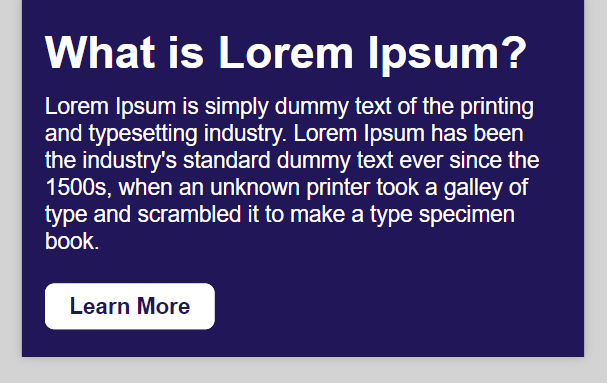 What is Lorem Ipsum?
Lorem Ipsum is simply dummy text of the printing
and typesetting industry. Lorem Ipsum has been
the industry's standard dummy text ever since the
1500s, when an unknown printer took a galley of
type and scrambled it to make a type specimen
book.
Learn More